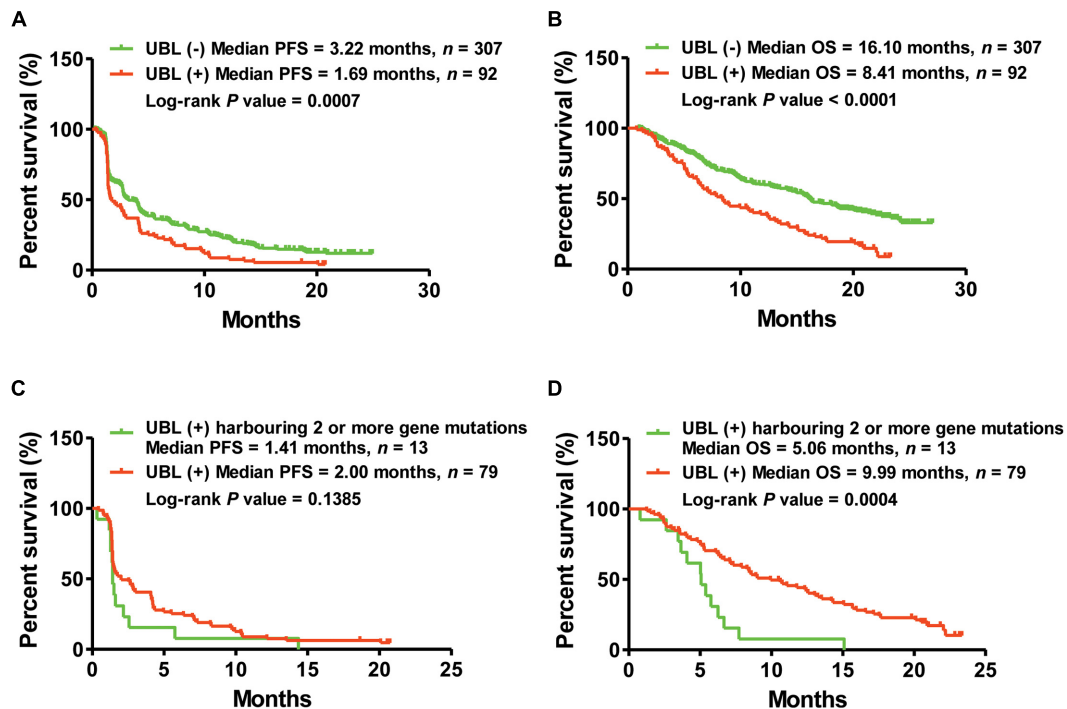 A
UBL (-) Median PFS = 3.22 months, n = 307
UBL (+) Median PFS = 1.69 months, n = 92
Log-rank P value = 0.0007
Percent survival (%)
150
100
50
0
0 10 20 30
Months
B
UBL (-) Median OS = 16.10 months, n = 307
UBL (+) Median OS = 8.41 months, n = 92
Log-rank P value < 0.0001
Percent survival (%)
150
100
50
0
0 10 20 30
Months
C
UBL (+) harbouring 2 or more gene mutations
Median PFS = 1.41 months, n = 13
UBL (+) Median PFS = 2.00 months, n = 79
Log-rank P value = 0.1385
Percent survival (%)
150
100
50
0
0 5 10 15 20 25
Months
D
UBL (+) harbouring 2 or more gene mutations
Median OS = 5.06 months, n = 13
UBL (+) Median OS = 9.99 months, n = 79
Log-rank P value = 0.0004
Percent survival (%)
150
100
50
0
0 5 10 15 20 25
Months